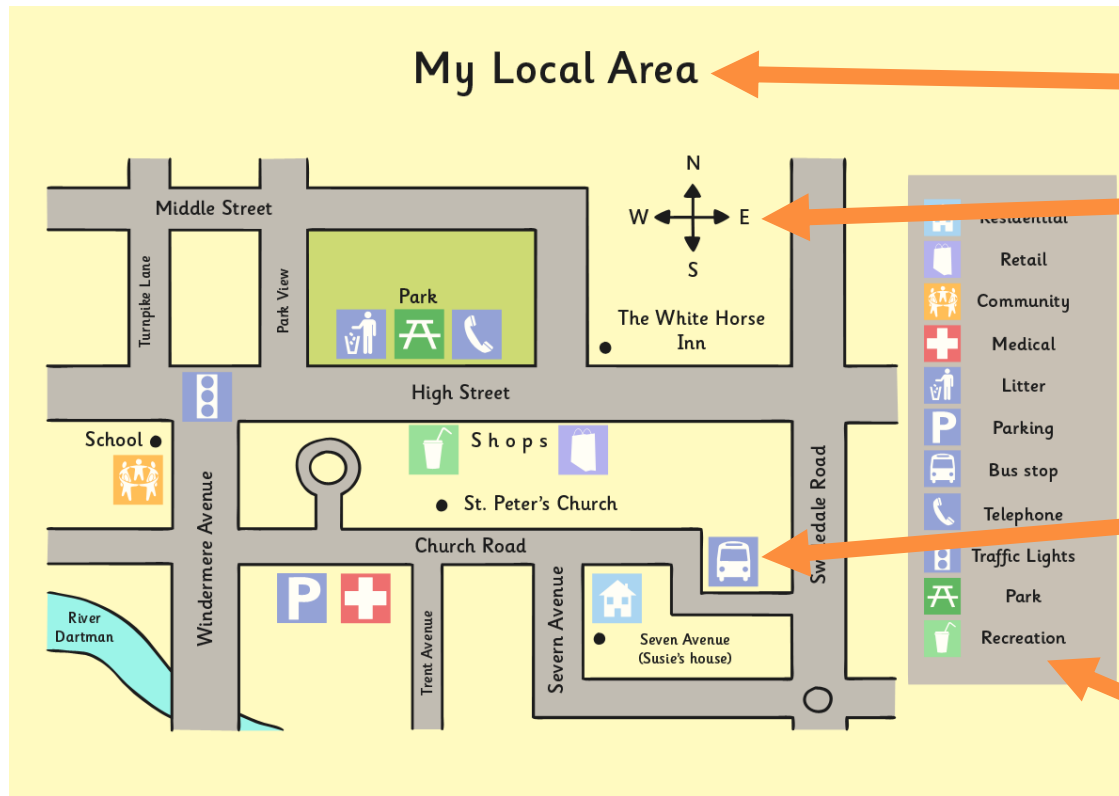 My Local Area
N
W
E
S
Middle Street
Turnpike Lane
Park View
Park
The White Horse
Inn
High Street
School
Shops
St. Peter's Church
Windermere Avenue
Church Road
Road
River
Dartman
P
Trent Avenue
Severn Avenue
Seven Avenue
(Susie's house)
Residential
Retail
Community
Medical
Litter
P Parking
Bus stop
Telephone
Traffic Lights
Park
Recreation